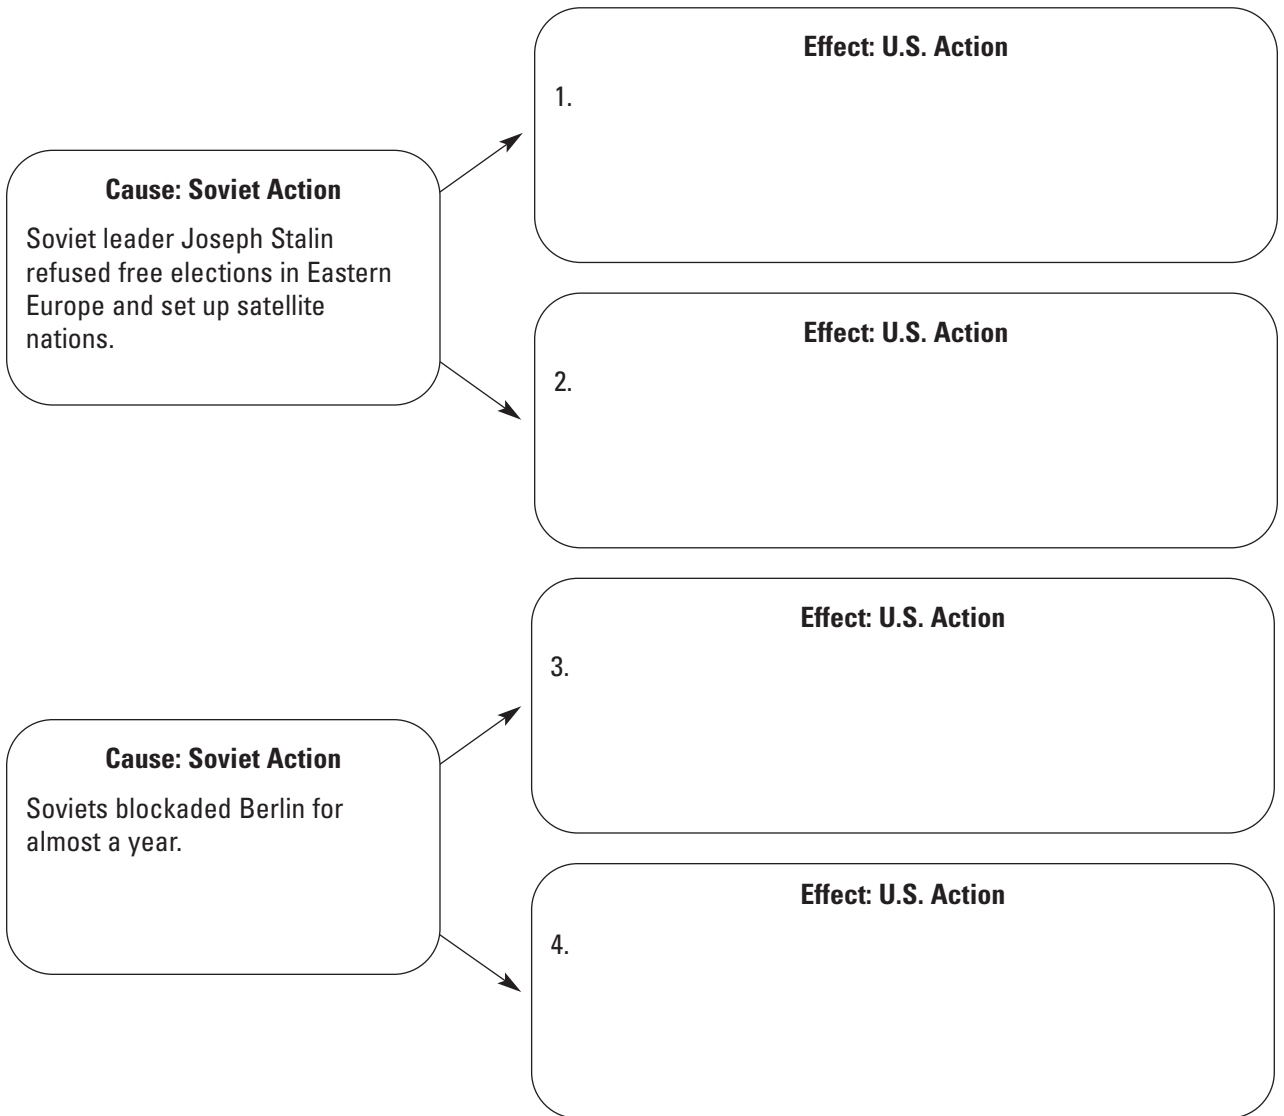 Effect: U.S. Action
1.
Cause: Soviet Action
Soviet leader Joseph Stalin
refused free elections in Eastern
Europe and set up satellite
nations.
Effect: U.S. Action
2.
Effect: U.S. Action
3.
Cause: Soviet Action
Soviets blockaded Berlin for
almost a year.
Effect: U.S. Action
4.